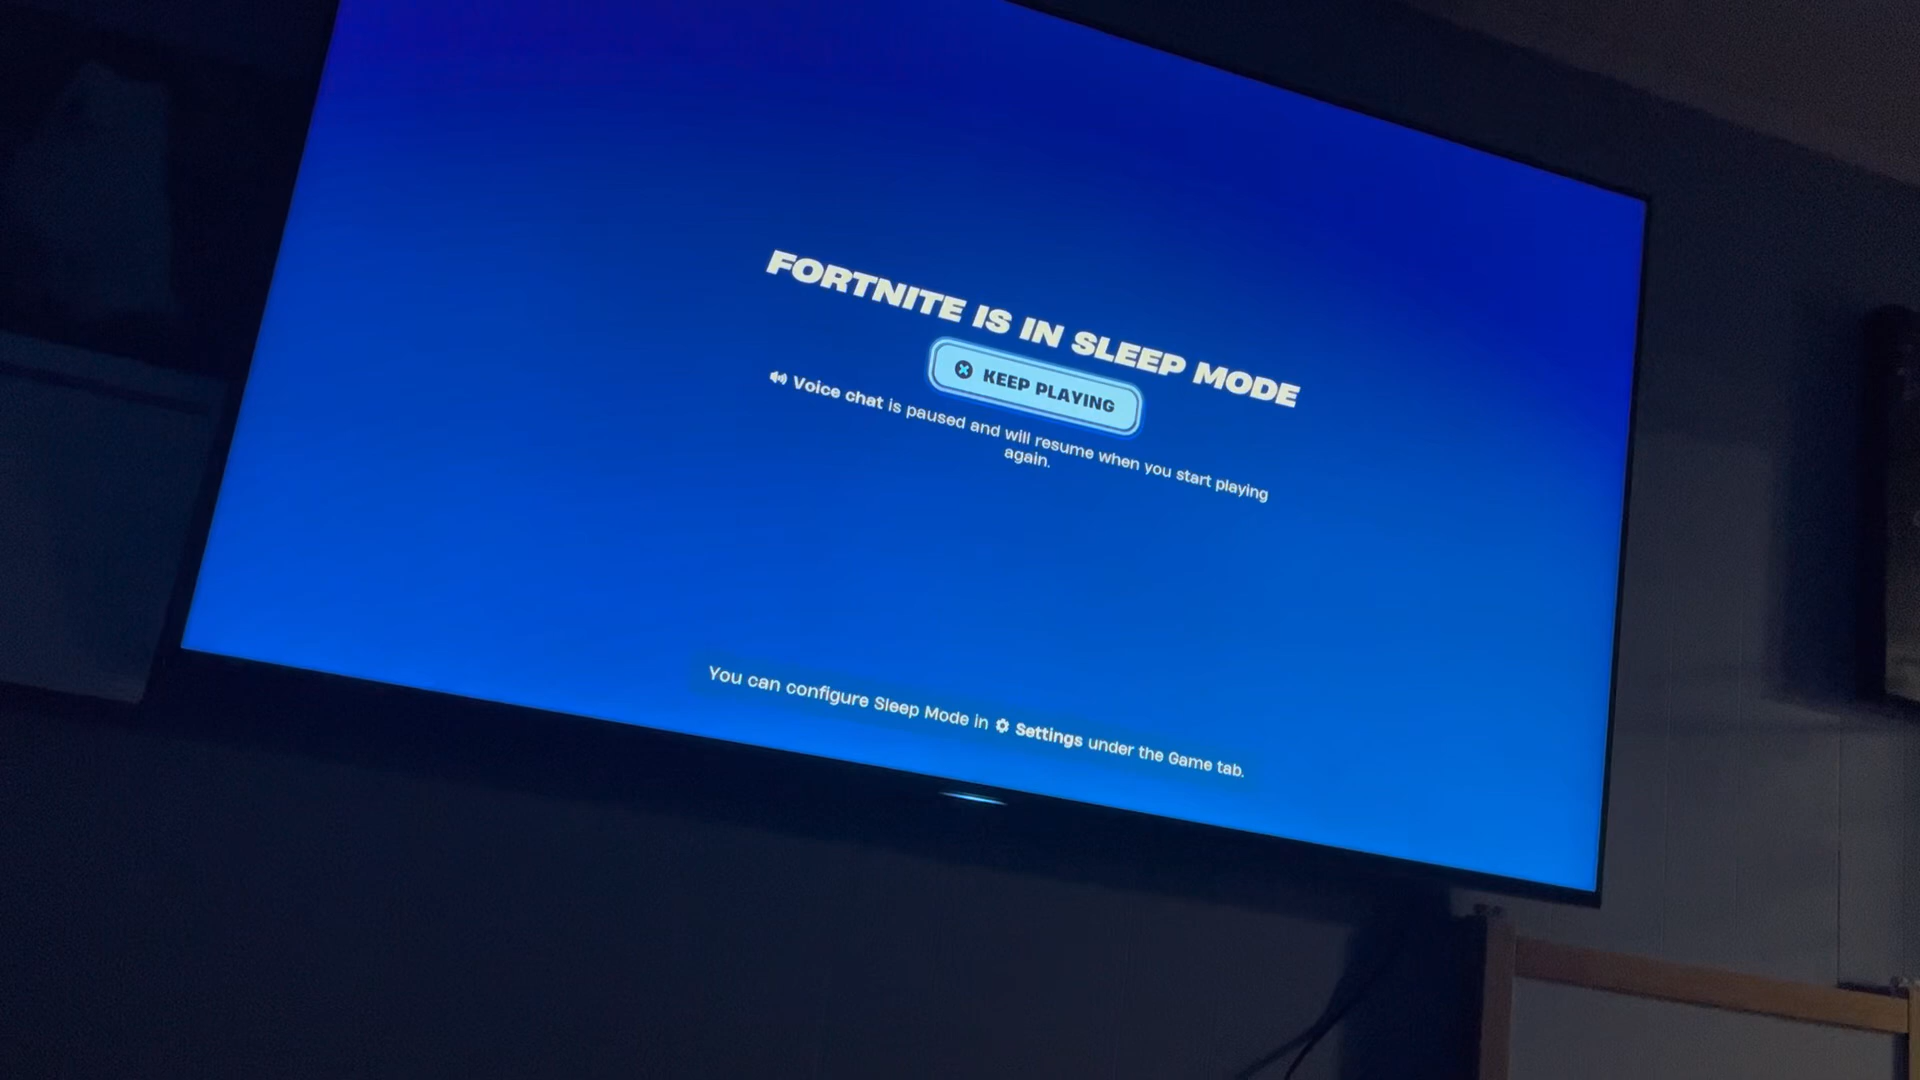 FORTNITE IS IN SLEEP MODE
KEEP PLAYING
Voice chat is paused and will resume when you start playing
again.
You can configure Sleep Mode in Settings under the Game tab.